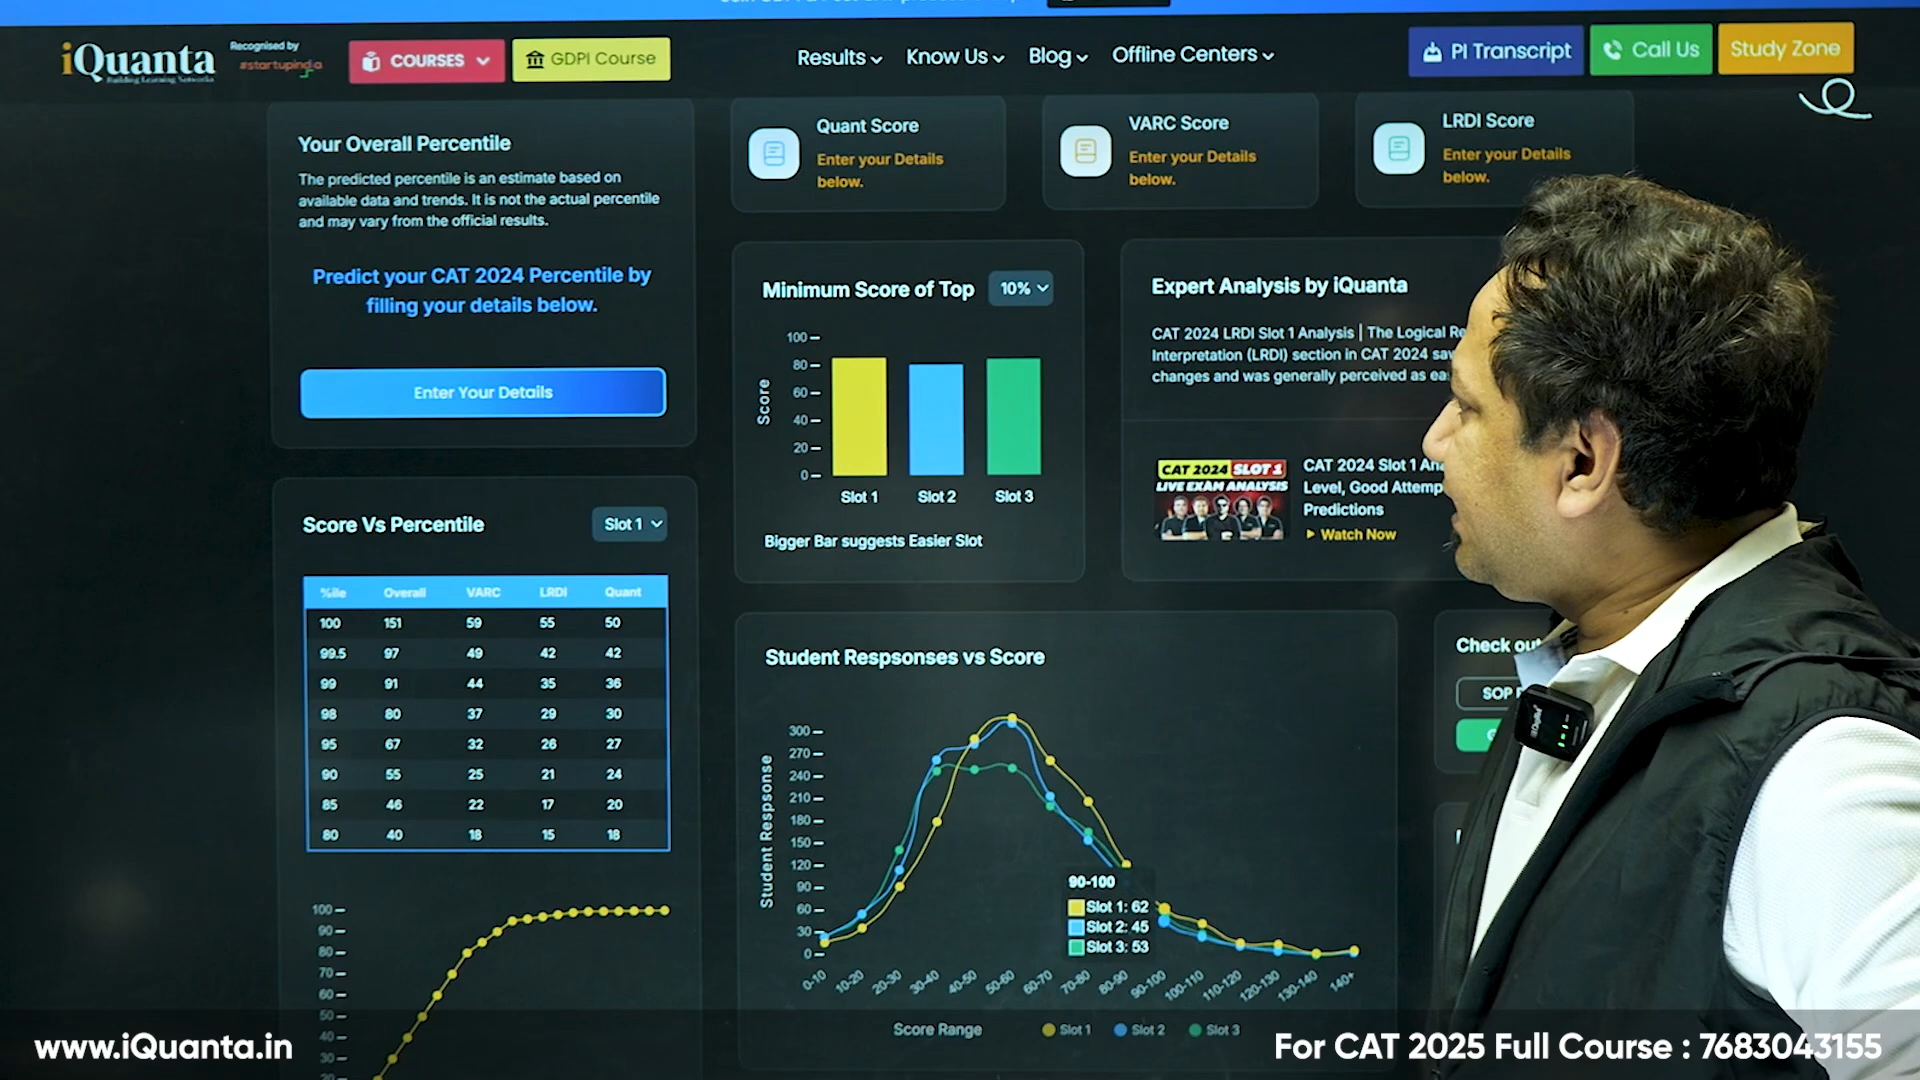 iQuanta
Building Learning Networks
Recognised by
#startupindia
COURSES
GDPI Course
Results
Know Us
Blog
Offline Centers
PI Transcript
Call Us
Study Zone
Your Overall Percentile
The predicted percentile is an estimate based on
available data and trends. It is not the actual percentile
and may vary from the official results.
Predict your CAT 2024 Percentile by
filling your details below.
Enter Your Details
Quant Score
Enter your Details
below.
VARC Score
Enter your Details
below.
LRDI Score
Enter your Details
below.
Minimum Score of Top
10%
100
80
60
40
20
0
Score
Slot 1
Slot 2
Slot 3
Bigger Bar suggests Easier Slot
Expert Analysis by iQuanta
CAT 2024 LRDI Slot 1 Analysis | The Logical Re
Interpretation (LRDI) section in CAT 2024 sa
changes and was generally perceived as ea
CAT 2024 SLOT 1
LIVE EXAM ANALYSIS
CAT 2024 Slot 1 An
Level, Good Attemp
Predictions
Watch Now
Score Vs Percentile
Slot 1
%ile Overall VARC LRDI Quant
100 151 59 55 50
99.5 97 49 42 42
99 91 44 35 36
98 80 37 29 30
95 67 32 26 27
90 55 25 21 24
85 46 22 17 20
80 40 18 15 18
100
90
80
70
60
50
40
30
20
Student Respsonses vs Score
300
270
240
210
180
150
120
90
60
30
0
Student Respsonse
90-100
Slot 1: 62
Slot 2: 45
Slot 3: 53
0-10 10-20 20-30 30-40 40-50 50-60 60-70 70-80 80-90 90-100 100-110 110-120 120-130 130-140 140+
Score Range
Slot 1
Slot 2
Slot 3
Check out
SOP
www.iQuanta.in
For CAT 2025 Full Course : 7683043155